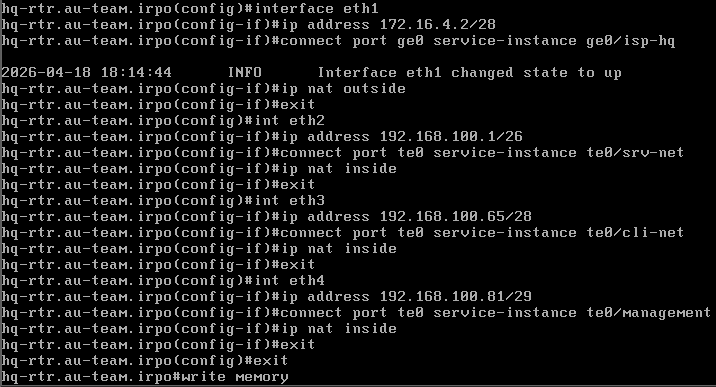 hq-rtr.au-team.irpo(config)#interface eth1
hq-rtr.au-team.irpo(config-if)#ip address 172.16.4.2/28
hq-rtr.au-team.irpo(config-if)#connect port ge0 service-instance ge0/isp-hq
2026-04-18 18:14:44 INFO Interface eth1 changed state to up
hq-rtr.au-team.irpo(config-if)#ip nat outside
hq-rtr.au-team.irpo(config-if)#exit
hq-rtr.au-team.irpo(config)#int eth2
hq-rtr.au-team.irpo(config-if)#ip address 192.168.100.1/26
hq-rtr.au-team.irpo(config-if)#connect port te0 service-instance te0/srv-net
hq-rtr.au-team.irpo(config-if)#ip nat inside
hq-rtr.au-team.irpo(config-if)#exit
hq-rtr.au-team.irpo(config)#int eth3
hq-rtr.au-team.irpo(config-if)#ip address 192.168.100.65/28
hq-rtr.au-team.irpo(config-if)#connect port te0 service-instance te0/cli-net
hq-rtr.au-team.irpo(config-if)#ip nat inside
hq-rtr.au-team.irpo(config-if)#exit
hq-rtr.au-team.irpo(config)#int eth4
hq-rtr.au-team.irpo(config-if)#ip address 192.168.100.81/29
hq-rtr.au-team.irpo(config-if)#connect port te0 service-instance te0/management
hq-rtr.au-team.irpo(config-if)#ip nat inside
hq-rtr.au-team.irpo(config-if)#exit
hq-rtr.au-team.irpo(config)#exit
hq-rtr.au-team.irpo#write memory